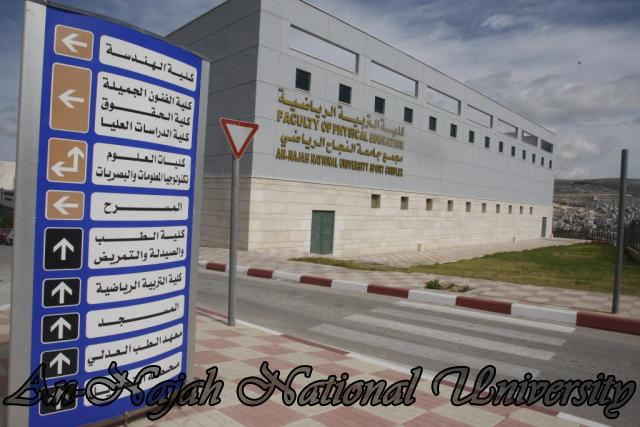 كلية الهندسة
كلية الفنون الجميلة
كلية الحقوق
كلية الدراسات العليا
كليات العلوم
تكنولوجيا المعلومات والبصريات
المسرح
كلية الطب
والصيدلة والتمريض
كلية التربية الرياضية
المسجد
معهد الطب العدلي
كلية التربية الرياضية
FACULTY OF PHYSICAL EDUCATION
مجمع جامعة النجاح الرياضي
AN-NAJAH NATIONAL UNIVERSITY SPORT COMPLEX
An-Najah National University